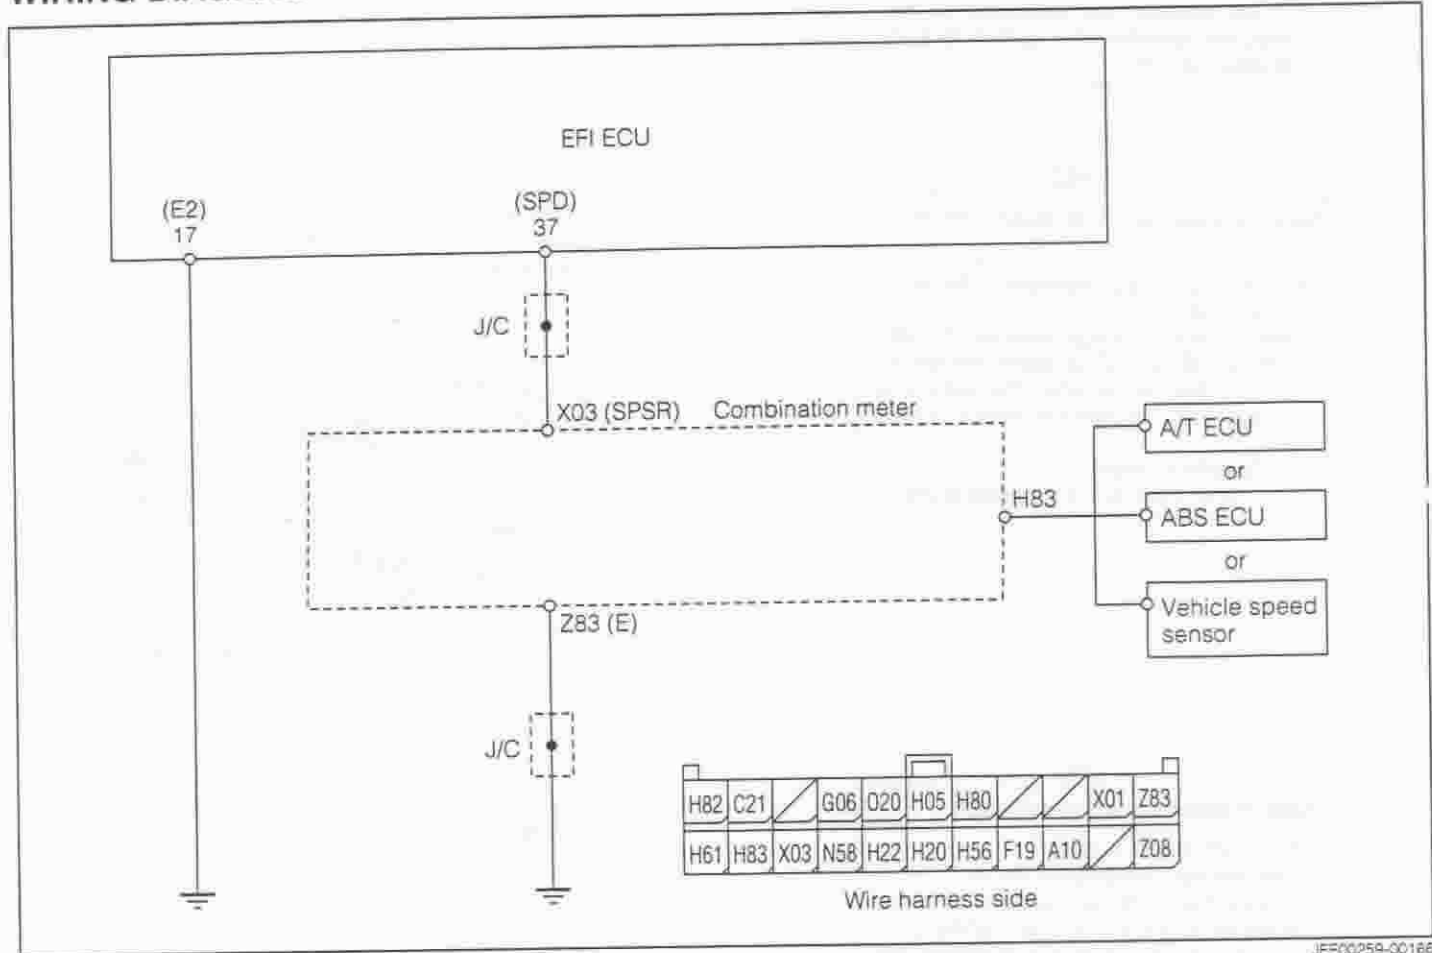 EFI ECU
(E2)
17
(SPD)
37
J/C
X03 (SPSR) Combination meter
A/T ECU
or
H83
ABS ECU
or
Vehicle speed
sensor
Z83 (E)
J/C
H82 C21 G06 O20 H05 H80 X01 Z83
H61 H83 X03 N58 H22 H20 H56 F19 A10 Z08
Wire harness side